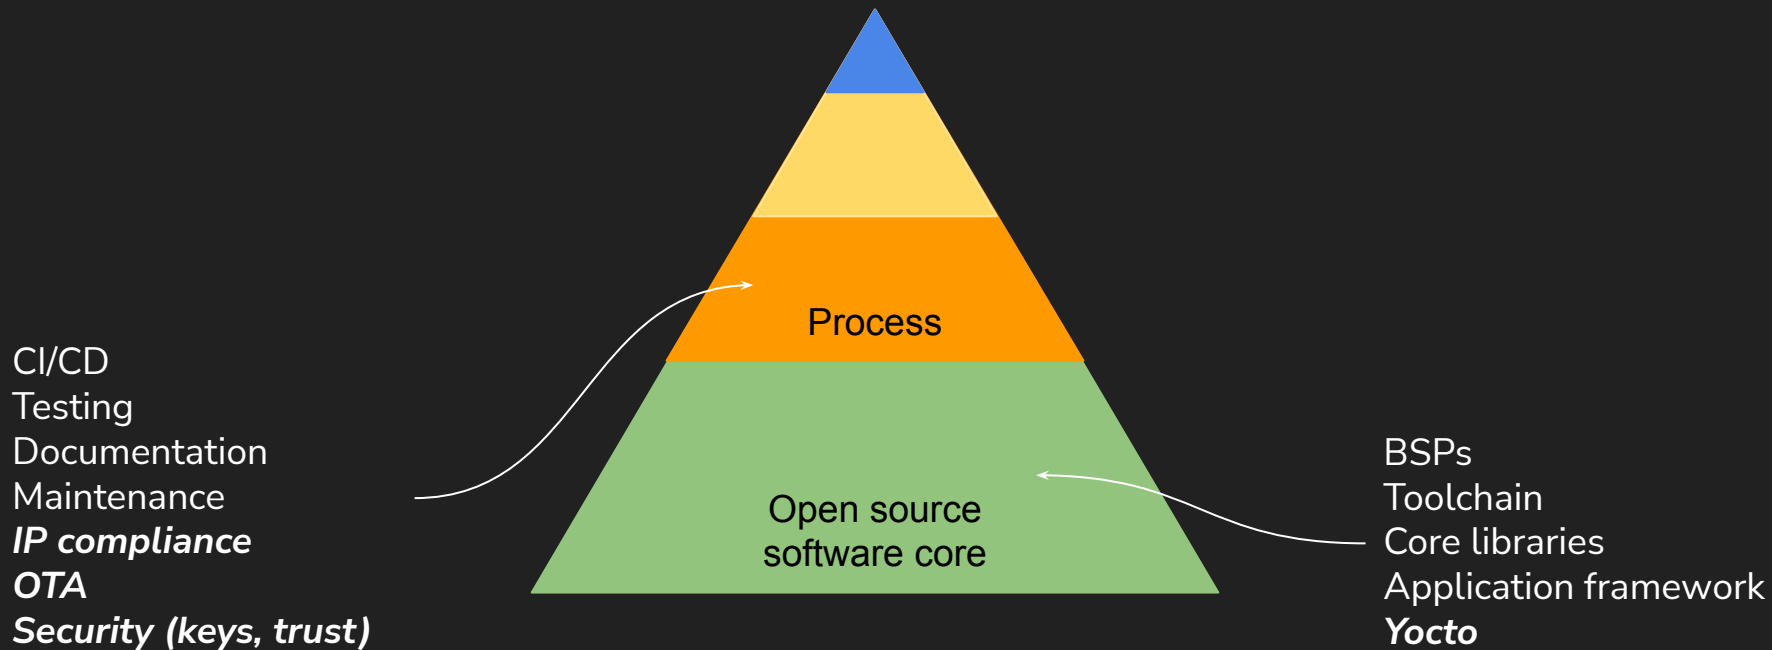 Process
CI/CD
Testing
Documentation
Maintenance
IP compliance
OTA
Security (keys, trust)
Open source
software core
BSPs
Toolchain
Core libraries
Application framework
Yocto